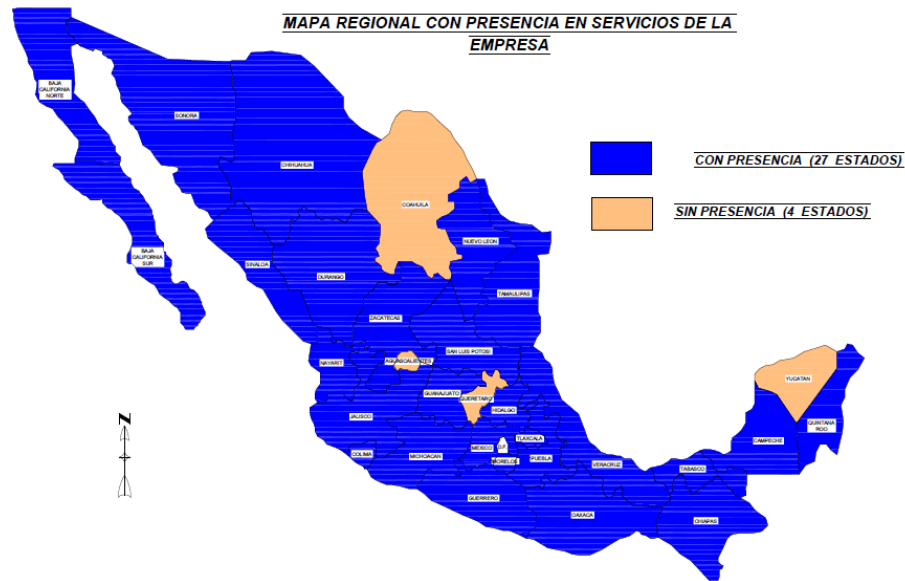 MAPA REGIONAL CON PRESENCIA EN SERVICIOS DE LA
EMPRESA
BAJA
CALIFORNIA
NORTE
SONORA
CHIHUAHUA
COAHUILA
CON PRESENCIA (27 ESTADOS)
SIN PRESENCIA (4 ESTADOS)
NUEVO LEON
BAJA
CALIFORNIA
SUR
SINALOA
DURANGO
TAMAULIPAS
ZACATECAS
SAN LUIS POTOSI
NAYARIT
AGUASCALIENTES
YUCATAN
GUANAJUATO
QUERETARO
HIDALGO
JALISCO
QUINTANA
ROO
CAMPECHE
TLAXCALA
MEXICO
D.F.
COLIMA
MICHOACAN
MORELOS
PUEBLA
VERACRUZ
TABASCO
GUERRERO
OAXACA
CHIAPAS
N